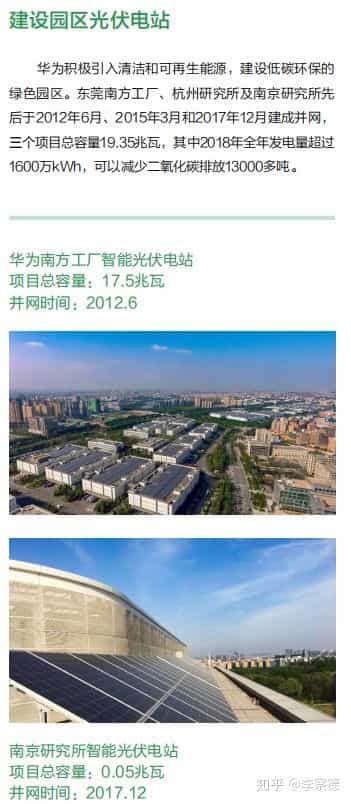 建设园区光伏电站
华为积极引入清洁和可再生能源，建设低碳环保的
绿色园区。东莞南方工厂、杭州研究所及南京研究所先
后于2012年6月、2015年3月和2017年12月建成并网，
三个项目总容量19.35兆瓦，其中2018年全年发电量超过
1600万kWh，可以减少二氧化碳排放13000多吨。
华为南方工厂智能光伏电站
项目总容量：17.5兆瓦
并网时间：2012.6
南京研究所智能光伏电站
项目总容量：0.05兆瓦
并网时间：2017.12
知乎 @李宗德